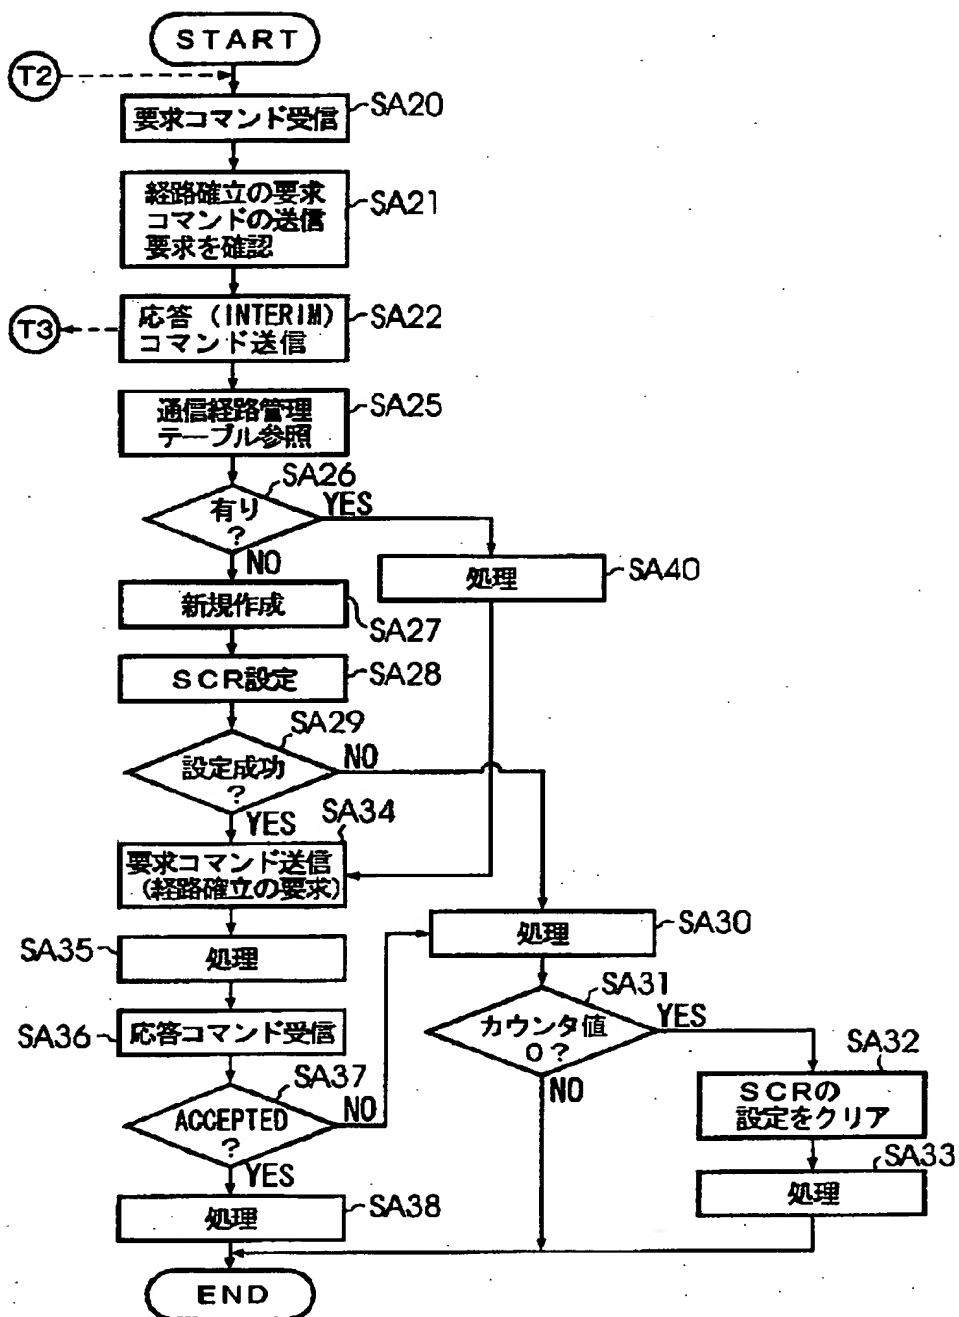 START
T2
SA20
要求コマンド受信
経路確立の要求
コマンドの送信
要求を確認
SA21
T3
応答 (INTERIM)
コマンド送信
SA22
通信経路管理
テーブル参照
SA25
SA26
有り
?
YES
NO
処理
SA40
新規作成
SA27
SCR設定
SA28
SA29
設定成功
?
NO
YES
SA34
要求コマンド送信
(経路確立の要求)
処理
SA30
SA35
処理
SA31
カウンタ値
0?
YES
NO
SA36
応答コマンド受信
SA32
SCRの
設定をクリア
SA37
ACCEPTED
?
NO
YES
SA33
処理
処理
SA38
END